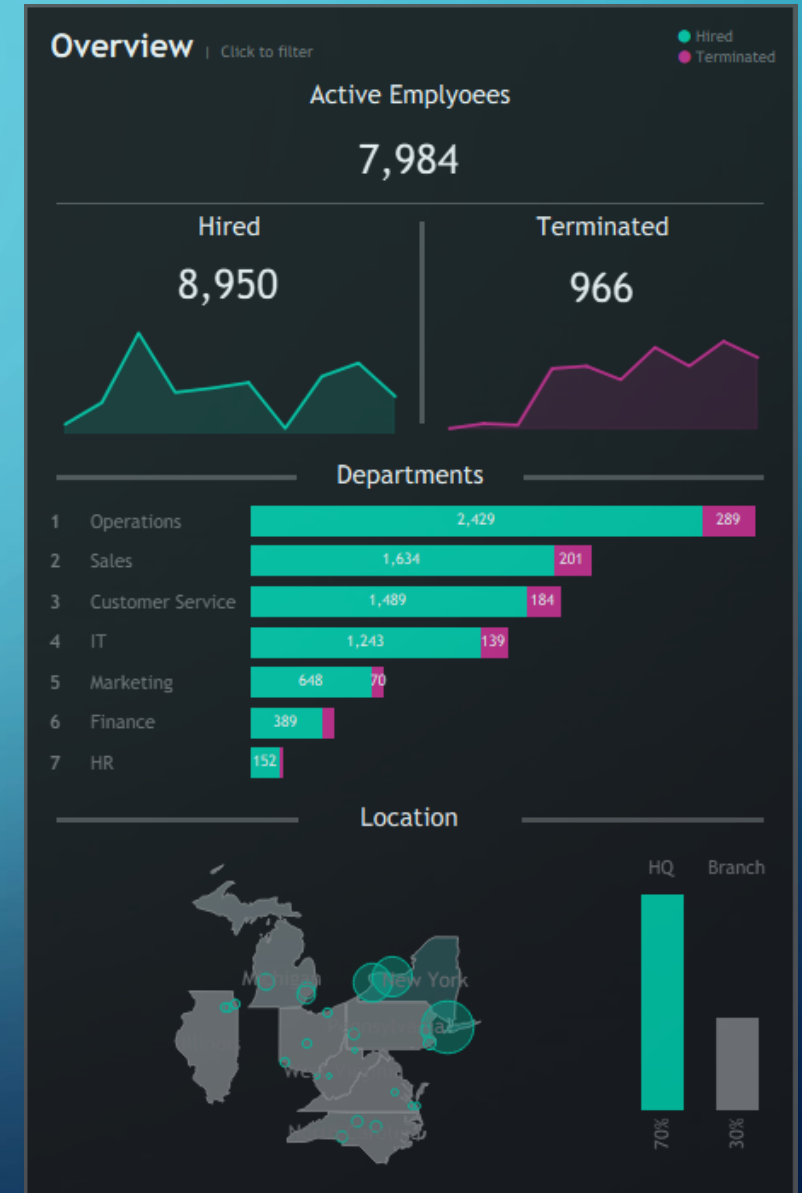 Overview | Click to filter
Hired
Terminated
Active Emplyoees
7,984
Hired
Terminated
8,950
966
Departments
1 Operations 2,429 289
2 Sales 1,634 201
3 Customer Service 1,489 184
4 IT 1,243 139
5 Marketing 648 70
6 Finance 389
7 HR 152
Location
HQ Branch
Michigan
New York
70% 30%